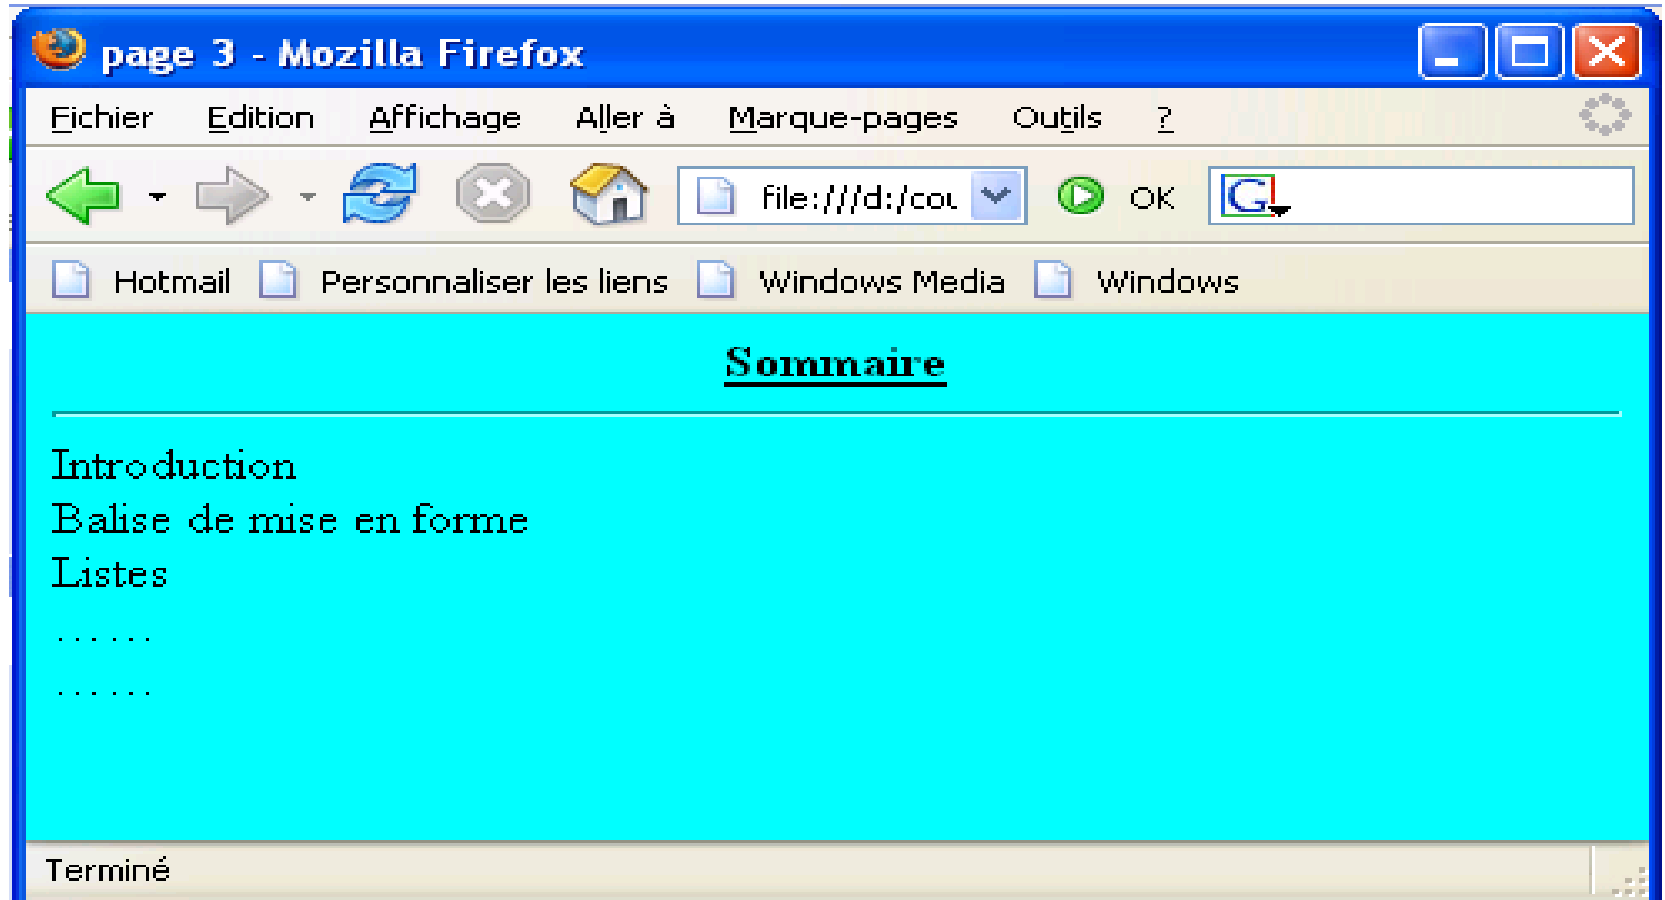 page 3 - Mozilla Firefox
Fichier Edition Affichage Aller à Marque-pages Outils ?
file:///d:/cou OK G
Hotmail Personnaliser les liens Windows Media Windows
Sommaire
Introduction
Balise de mise en forme
Listes
……
……
Terminé